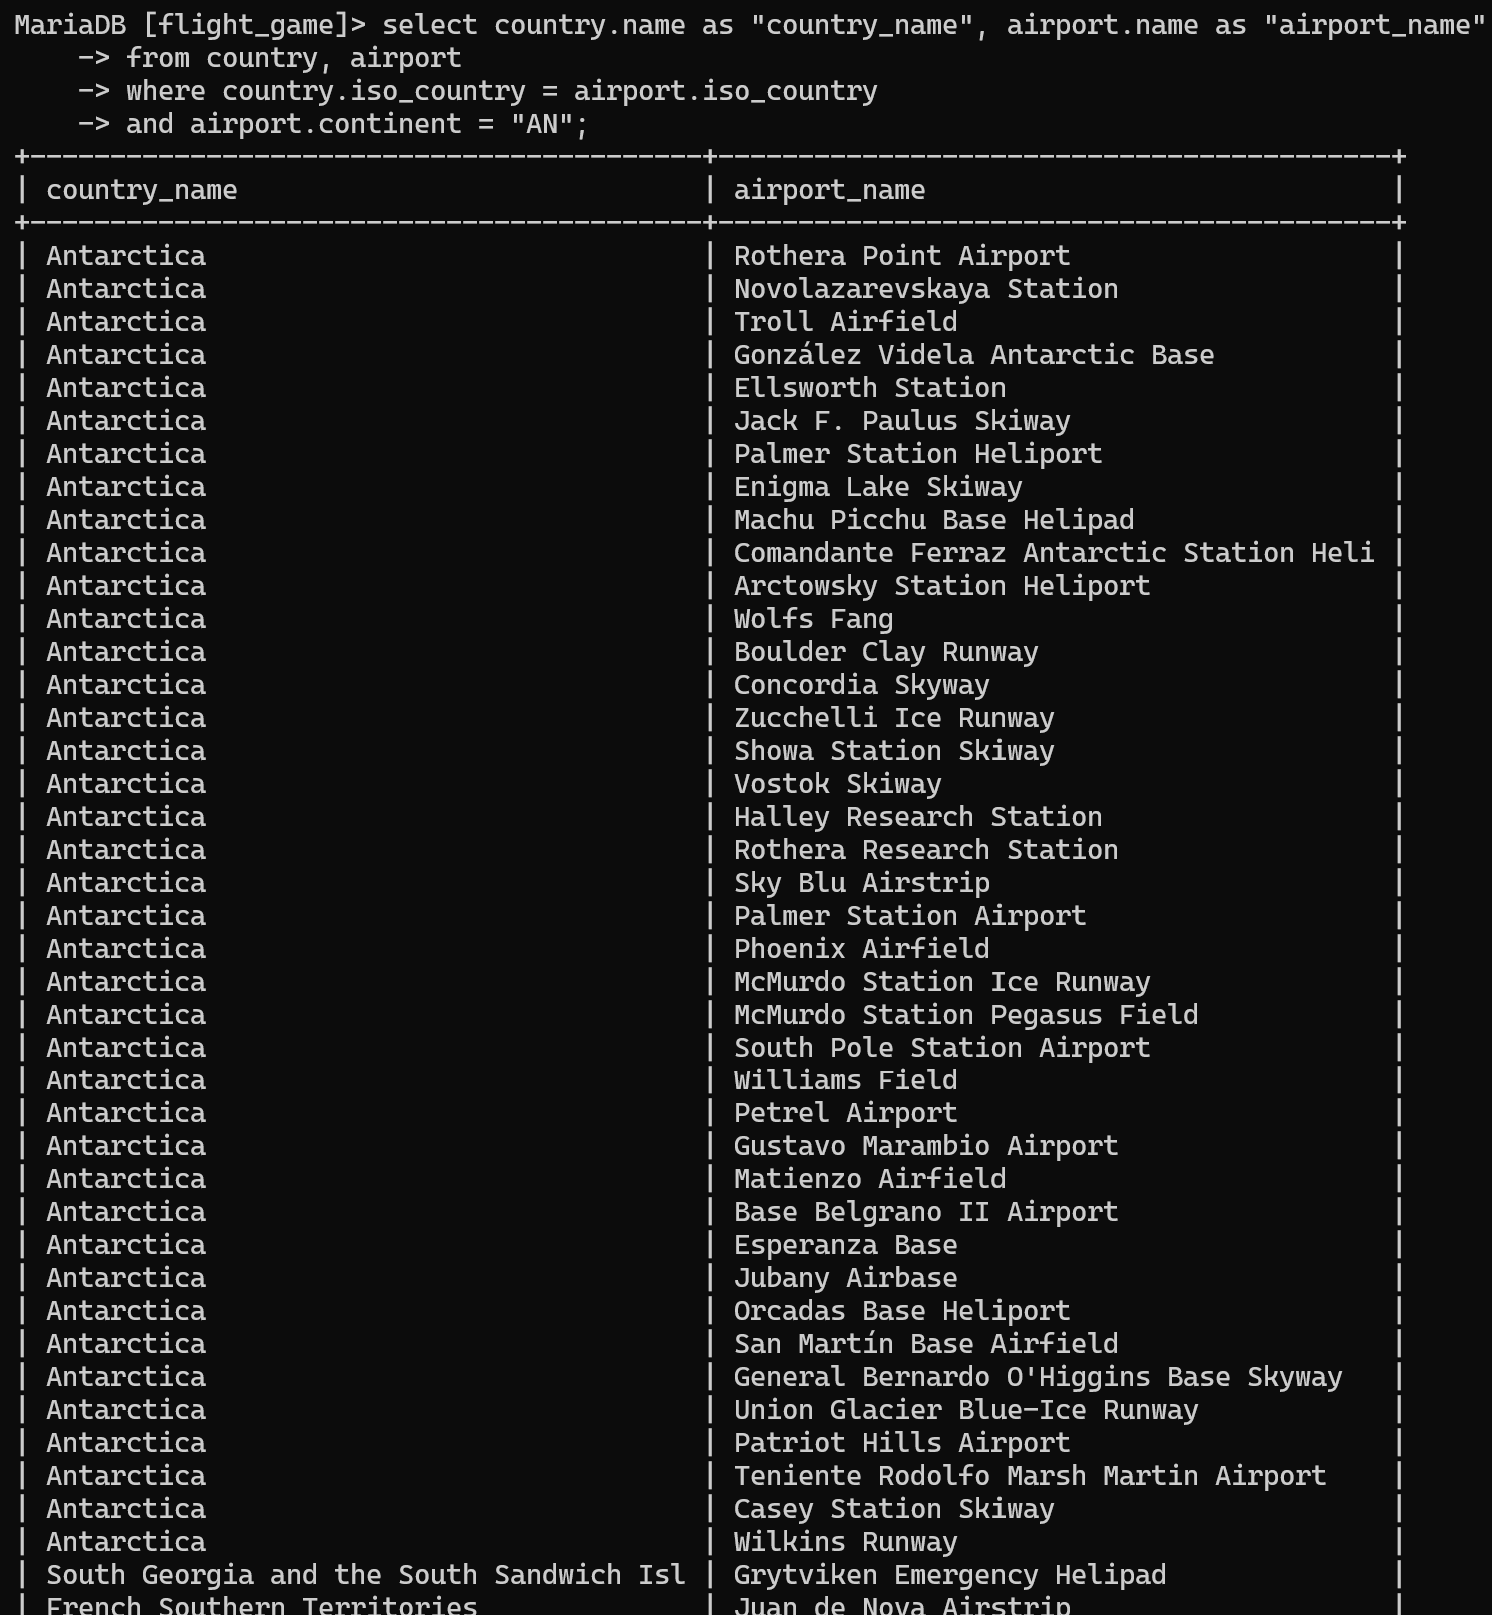 MariaDB [flight_game]> select country.name as "country_name", airport.name as "airport_name"
    -> from country, airport
    -> where country.iso_country = airport.iso_country
    -> and airport.continent = "AN";
+------------------------------------------+------------------------------------------+
| country_name                             | airport_name                             |
+------------------------------------------+------------------------------------------+
| Antarctica                               | Rothera Point Airport                    |
| Antarctica                               | Novolazarevskaya Station                 |
| Antarctica                               | Troll Airfield                           |
| Antarctica                               | González Videla Antarctic Base           |
| Antarctica                               | Ellsworth Station                        |
| Antarctica                               | Jack F. Paulus Skiway                    |
| Antarctica                               | Palmer Station Heliport                  |
| Antarctica                               | Enigma Lake Skiway                       |
| Antarctica                               | Machu Picchu Base Helipad                |
| Antarctica                               | Comandante Ferraz Antarctic Station Heli |
| Antarctica                               | Arctowsky Station Heliport               |
| Antarctica                               | Wolfs Fang                               |
| Antarctica                               | Boulder Clay Runway                      |
| Antarctica                               | Concordia Skyway                         |
| Antarctica                               | Zucchelli Ice Runway                     |
| Antarctica                               | Showa Station Skiway                     |
| Antarctica                               | Vostok Skiway                            |
| Antarctica                               | Halley Research Station                  |
| Antarctica                               | Rothera Research Station                 |
| Antarctica                               | Sky Blu Airstrip                         |
| Antarctica                               | Palmer Station Airport                   |
| Antarctica                               | Phoenix Airfield                         |
| Antarctica                               | McMurdo Station Ice Runway               |
| Antarctica                               | McMurdo Station Pegasus Field            |
| Antarctica                               | South Pole Station Airport               |
| Antarctica                               | Williams Field                           |
| Antarctica                               | Petrel Airport                           |
| Antarctica                               | Gustavo Marambio Airport                 |
| Antarctica                               | Matienzo Airfield                        |
| Antarctica                               | Base Belgrano II Airport                 |
| Antarctica                               | Esperanza Base                           |
| Antarctica                               | Jubany Airbase                           |
| Antarctica                               | Orcadas Base Heliport                    |
| Antarctica                               | San Martín Base Airfield                 |
| Antarctica                               | General Bernardo O'Higgins Base Skyway   |
| Antarctica                               | Union Glacier Blue-Ice Runway            |
| Antarctica                               | Patriot Hills Airport                    |
| Antarctica                               | Teniente Rodolfo Marsh Martin Airport    |
| Antarctica                               | Casey Station Skiway                     |
| Antarctica                               | Wilkins Runway                           |
| South Georgia and the South Sandwich Isl | Grytviken Emergency Helipad              |
| French Southern Territories              | Juan de Nova Airstrip                    |